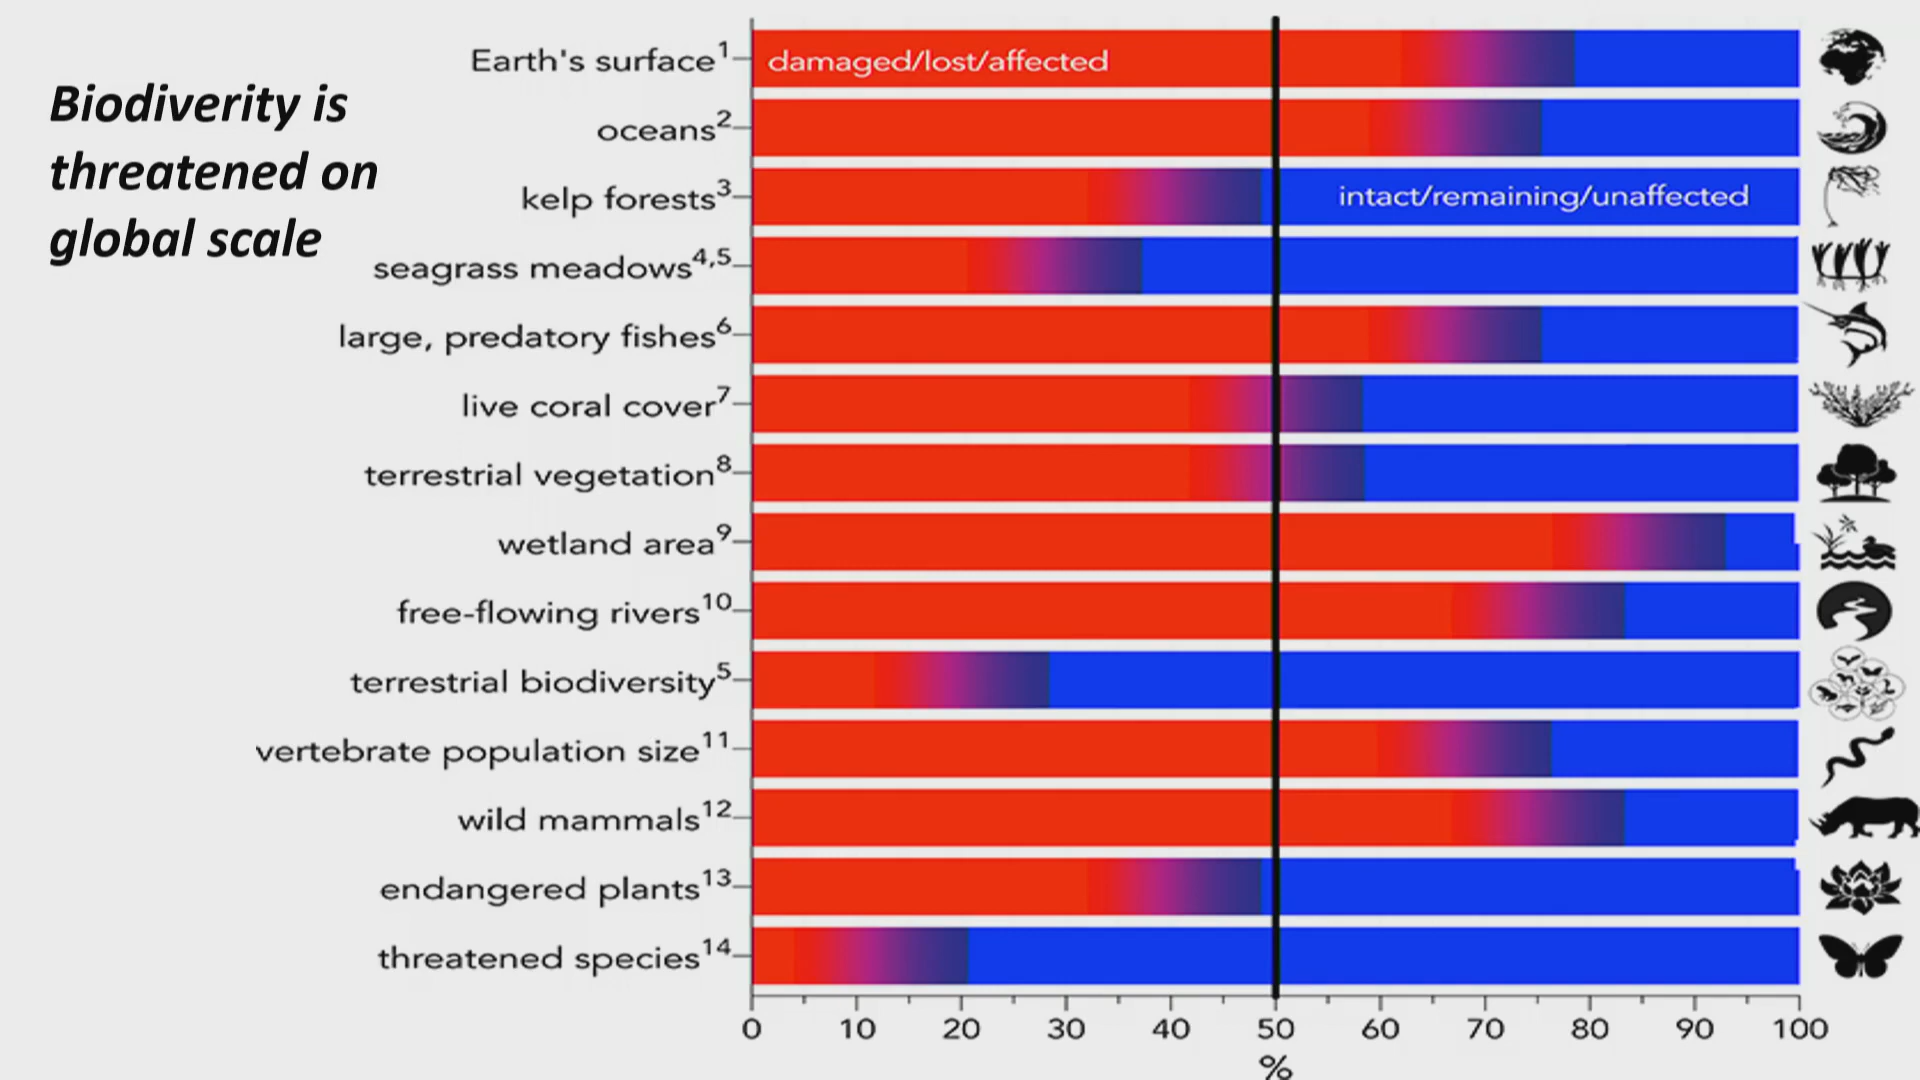 Biodiverity is
threatened on
global scale
Earth's surface1
damaged/lost/affected
oceans2
kelp forests3
intact/remaining/unaffected
seagrass meadows4,5
large, predatory fishes6
live coral cover7
terrestrial vegetation8
wetland area9
free-flowing rivers10
terrestrial biodiversity5
vertebrate population size11
wild mammals12
endangered plants13
threatened species14
0 10 20 30 40 50 60 70 80 90 100
%